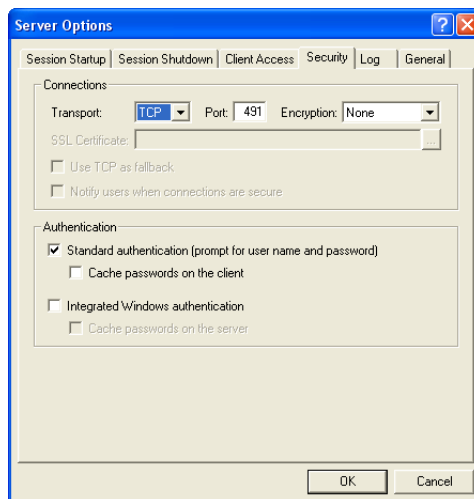 Server Options
Session Startup Session Shutdown Client Access Security Log General
Connections
Transport: TCP Port: 491 Encryption: None
SSL Certificate: ...
Use TCP as fallback
Notify users when connections are secure
Authentication
Standard authentication (prompt for user name and password)
Cache passwords on the client
Integrated Windows authentication
Cache passwords on the server
OK Cancel